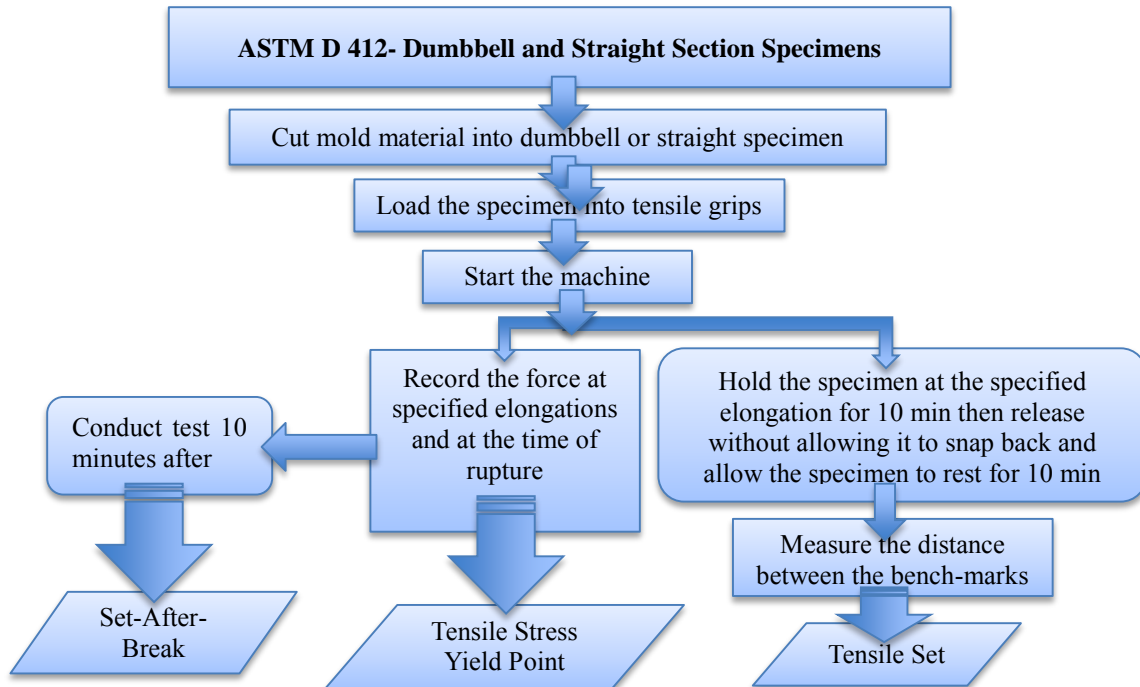 ASTM D 412- Dumbbell and Straight Section Specimens
Cut mold material into dumbbell or straight specimen
Load the specimen into tensile grips
Start the machine
Record the force at
specified elongations
and at the time of
rupture
Hold the specimen at the specified
elongation for 10 min then release
without allowing it to snap back and
allow the specimen to rest for 10 min
Conduct test 10
minutes after
Measure the distance
between the bench-marks
Set-After-
Break
Tensile Stress
Yield Point
Tensile Set